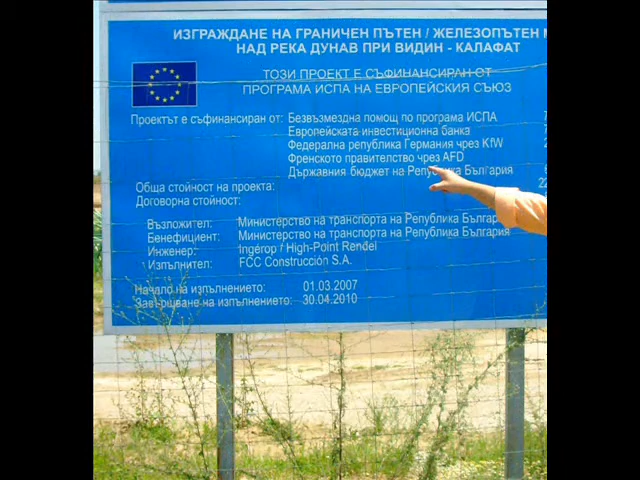 ИЗГРАЖДАНЕ НА ГРАНИЧЕН ПЪТЕН / ЖЕЛЕЗОПЪТЕН
НАД РЕКА ДУНАВ ПРИ ВИДИН - КАЛАФАТ
ТОЗИ ПРОЕКТ Е СЪФИНАНСИРАН ОТ
ПРОГРАМА ИСПА НА ЕВРОПЕЙСКИЯ СЪЮЗ
Проектът е съфинансиран от: Безвъзмездна помощ по програма ИСПА
Европейската инвестиционна банка
Федерална република Германия чрез KfW
Френското правителство чрез AFD
Държавния бюджет на Република България
Обща стойност на проекта:
Договорна стойност:
Възложител: Министерство на транспорта на Република
Бенефициент: Министерство на транспорта на Република България
Инженер: Ingérop / High-Point Rendel
Изпълнител: FCC Construcción S.A.
Начало на изпълнението: 01.03.2007
Завършване на изпълнението: 30.04.2010